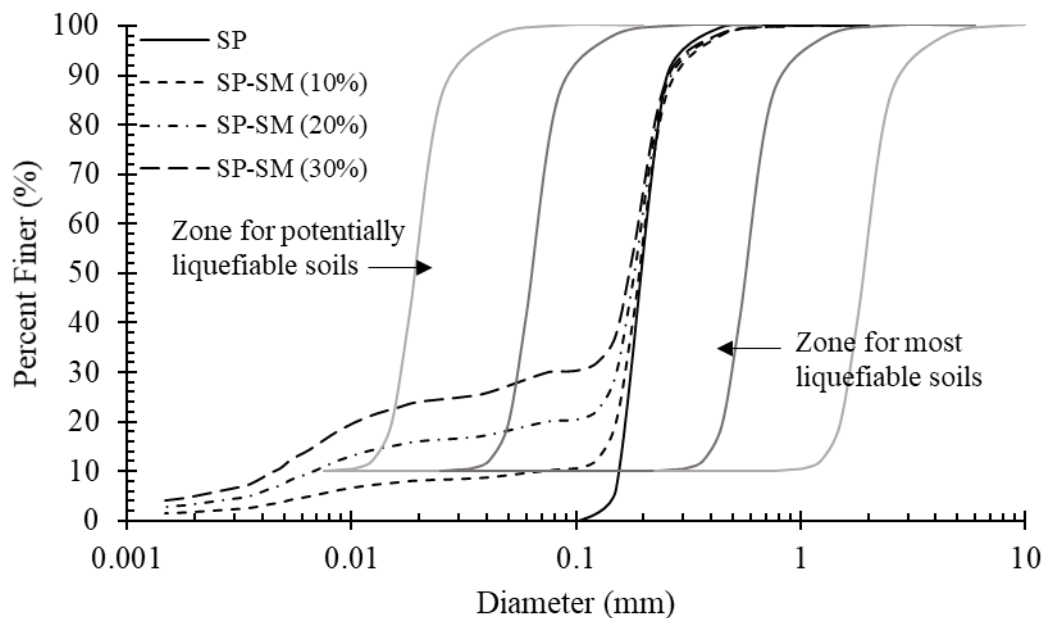 100
90
80
70
60
50
40
30
20
10
0
Percent Finer (%)
SP
SP-SM (10%)
SP-SM (20%)
SP-SM (30%)
Zone for potentially
liquefiable soils
Zone for most
liquefiable soils
0.001
0.01
0.1
1
10
Diameter (mm)